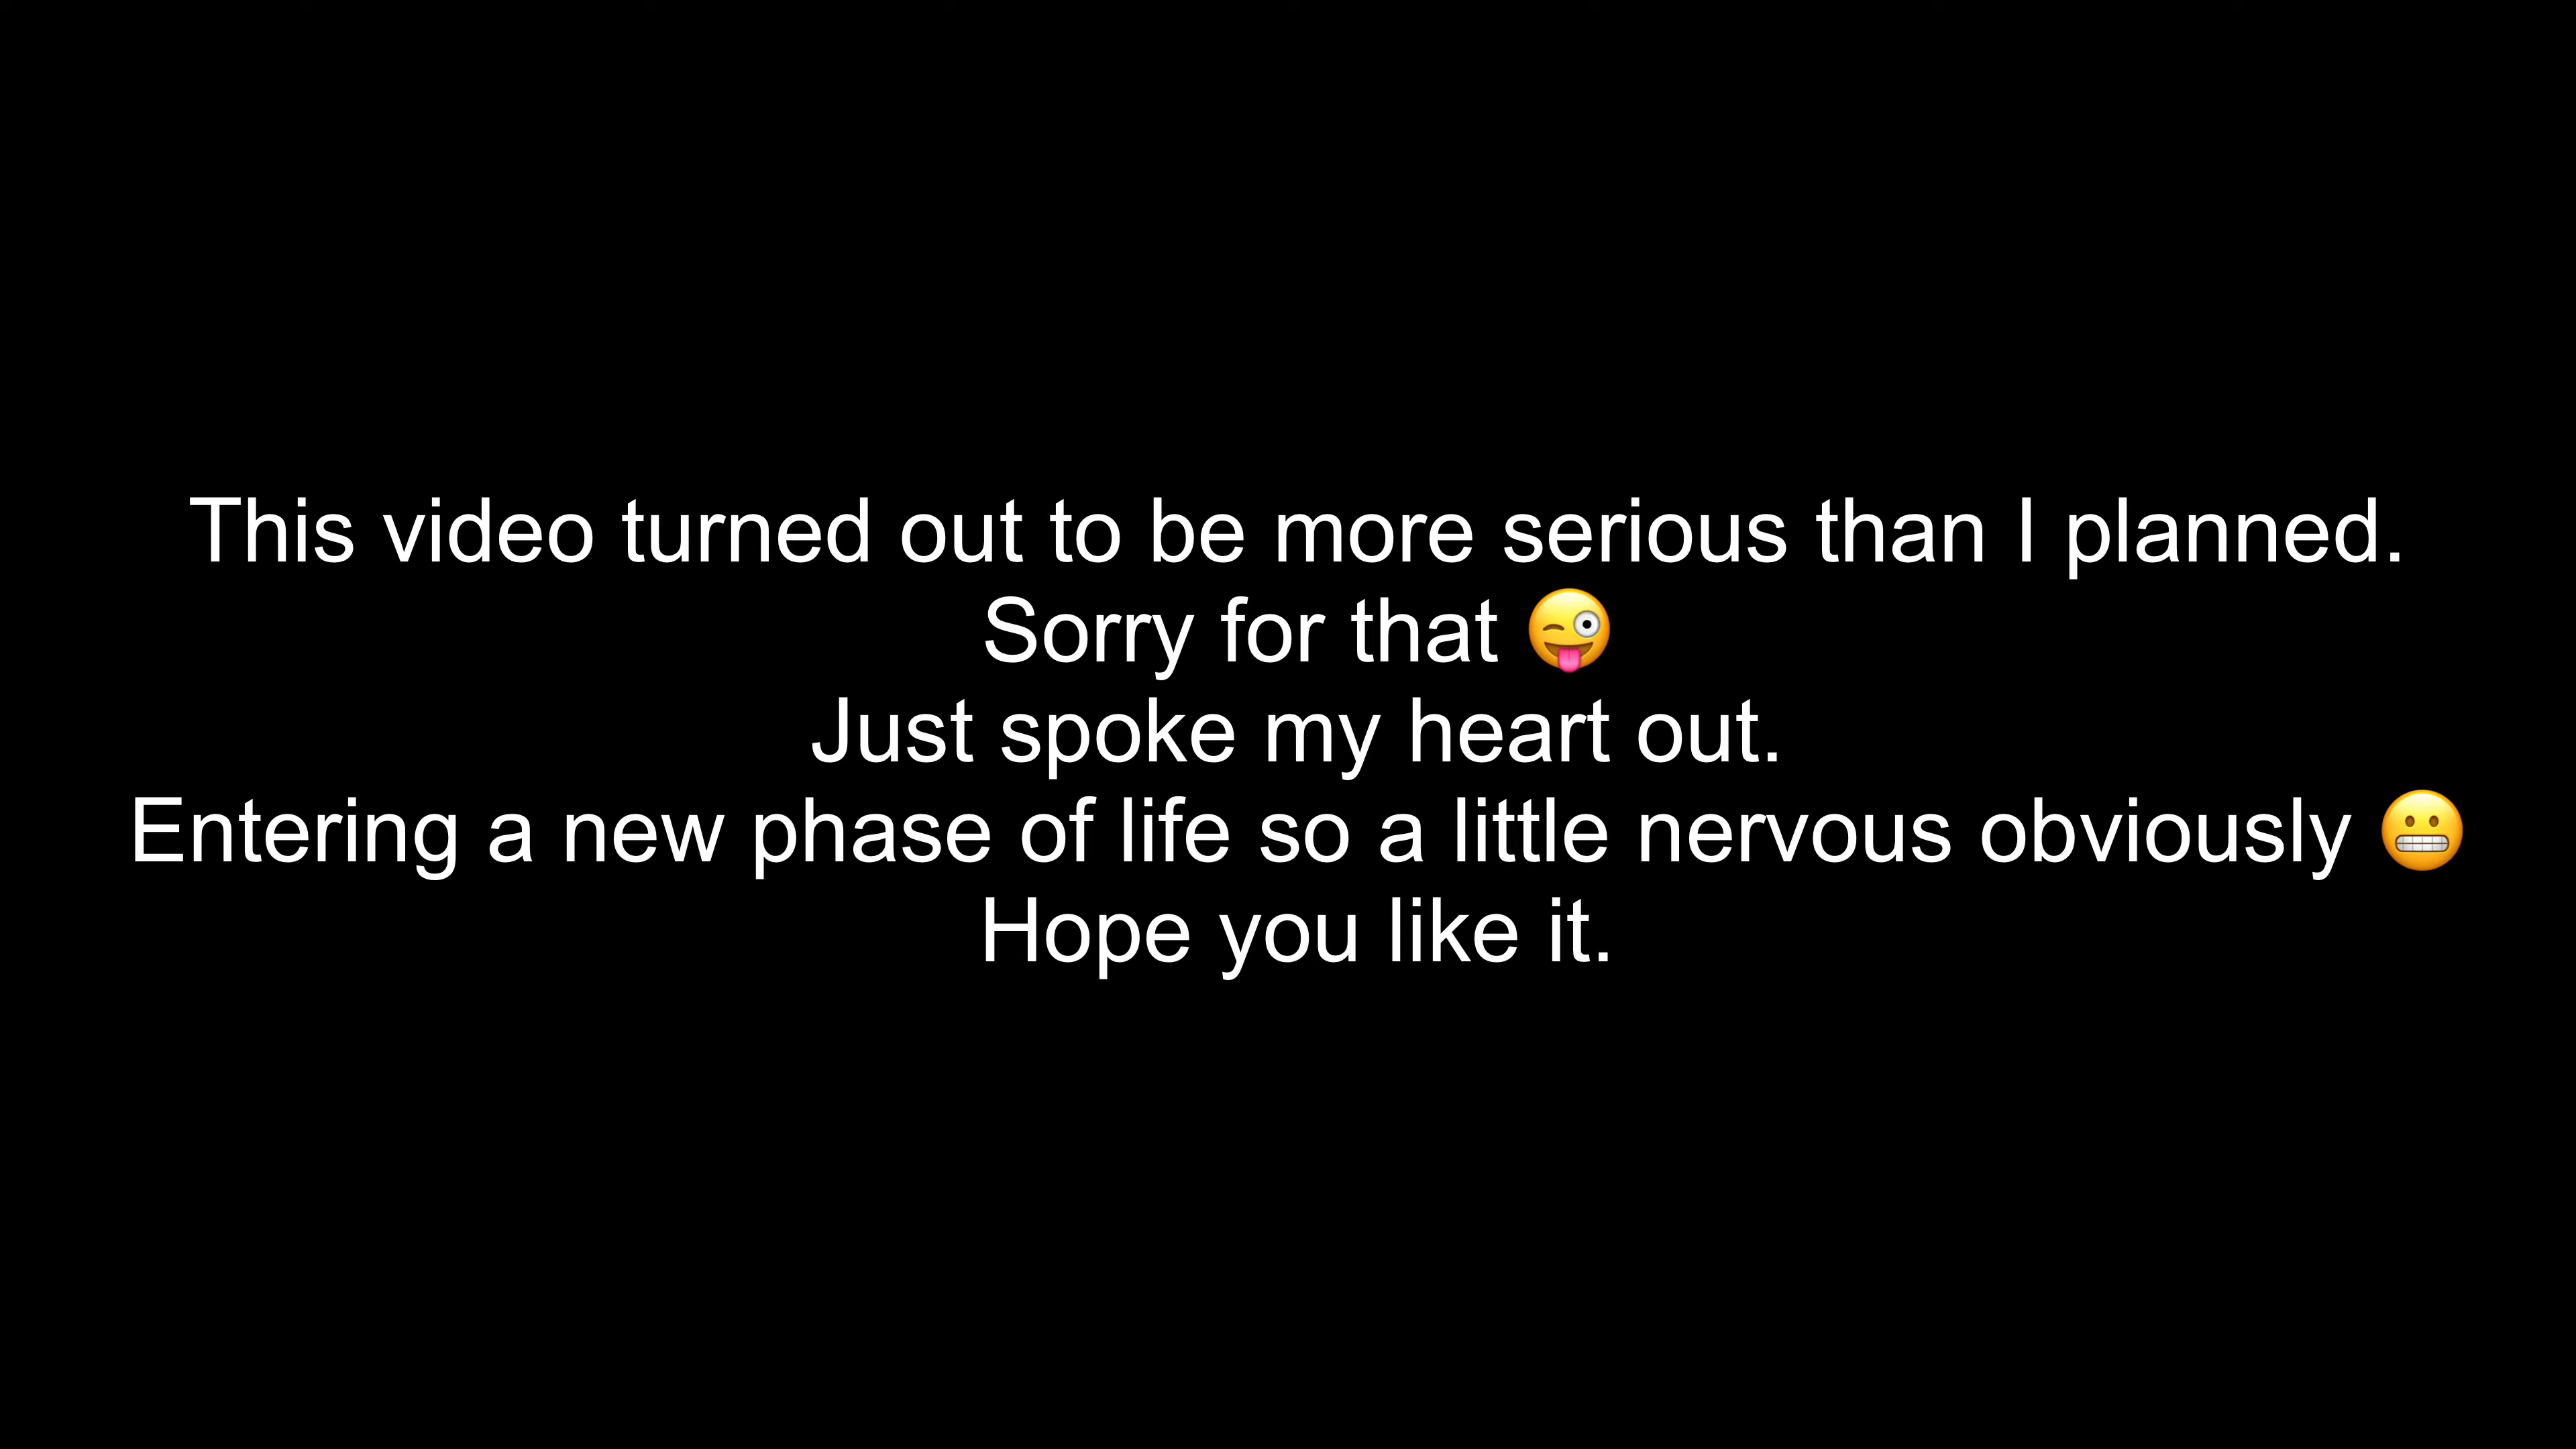 This video turned out to be more serious than I planned.
Sorry for that 😜
Just spoke my heart out.
Entering a new phase of life so a little nervous obviously 😬
Hope you like it.